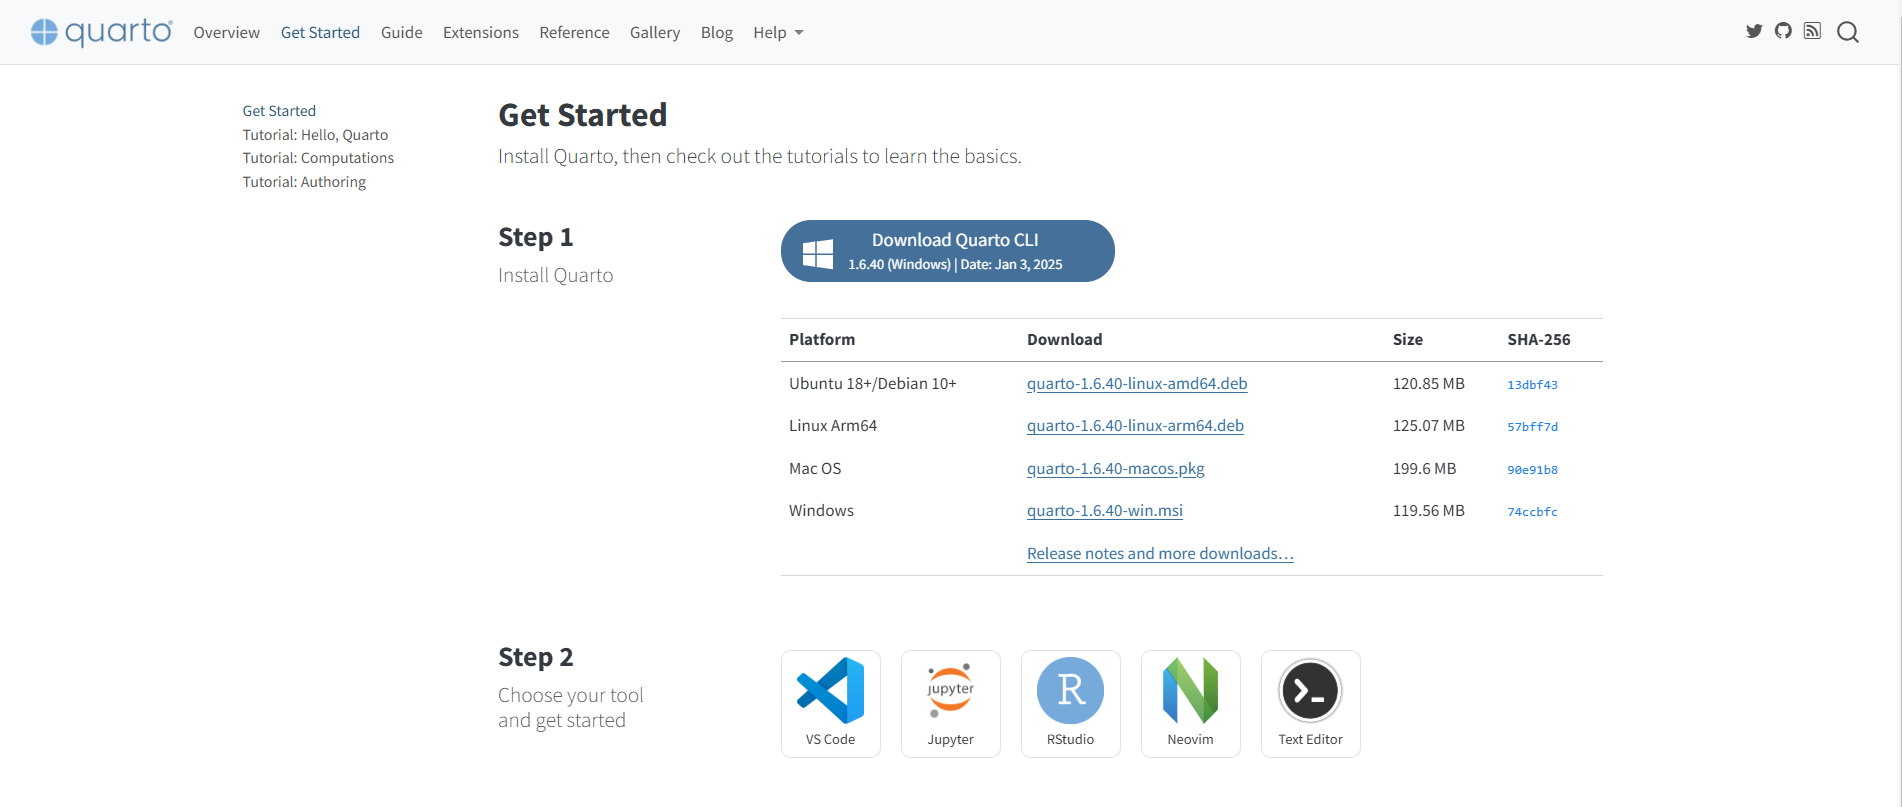 quarto®
Overview Get Started Guide Extensions Reference Gallery Blog Help
Get Started
Tutorial: Hello, Quarto
Tutorial: Computations
Tutorial: Authoring
Get Started
Install Quarto, then check out the tutorials to learn the basics.
Step 1
Install Quarto
Download Quarto CLI
1.6.40 (Windows) | Date: Jan 3, 2025
Platform Download Size SHA-256
Ubuntu 18+/Debian 10+ quarto-1.6.40-linux-amd64.deb 120.85 MB 13dbf43
Linux Arm64 quarto-1.6.40-linux-arm64.deb 125.07 MB 57bff7d
Mac OS quarto-1.6.40-macos.pkg 199.6 MB 90e91b8
Windows quarto-1.6.40-win.msi 119.56 MB 74ccbfc
Release notes and more downloads…
Step 2
Choose your tool
and get started
jupyter
R
VS Code Jupyter RStudio Neovim Text Editor